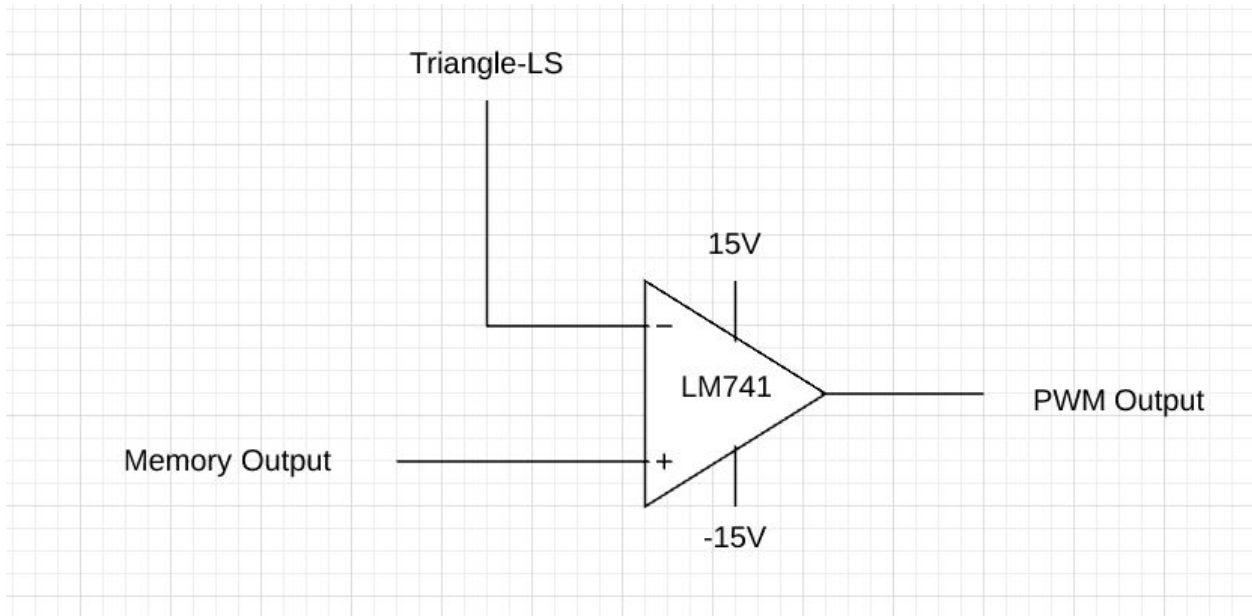 Triangle-LS
15V
−
LM741
PWM Output
Memory Output
+
-15V